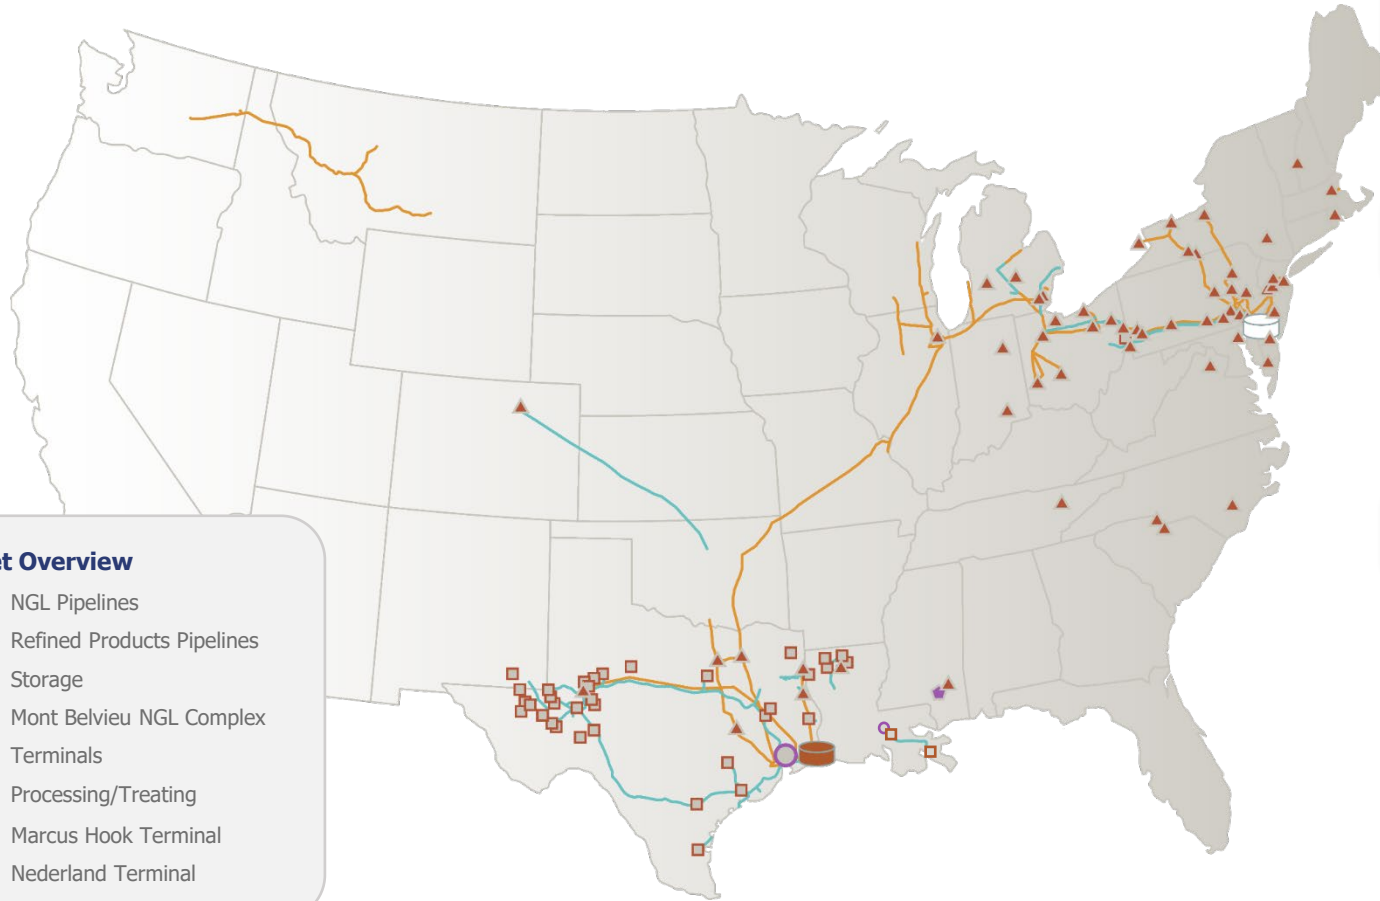 et Overview
NGL Pipelines
Refined Products Pipelines
Storage
Mont Belvieu NGL Complex
Terminals
Processing/Treating
Marcus Hook Terminal
Nederland Terminal